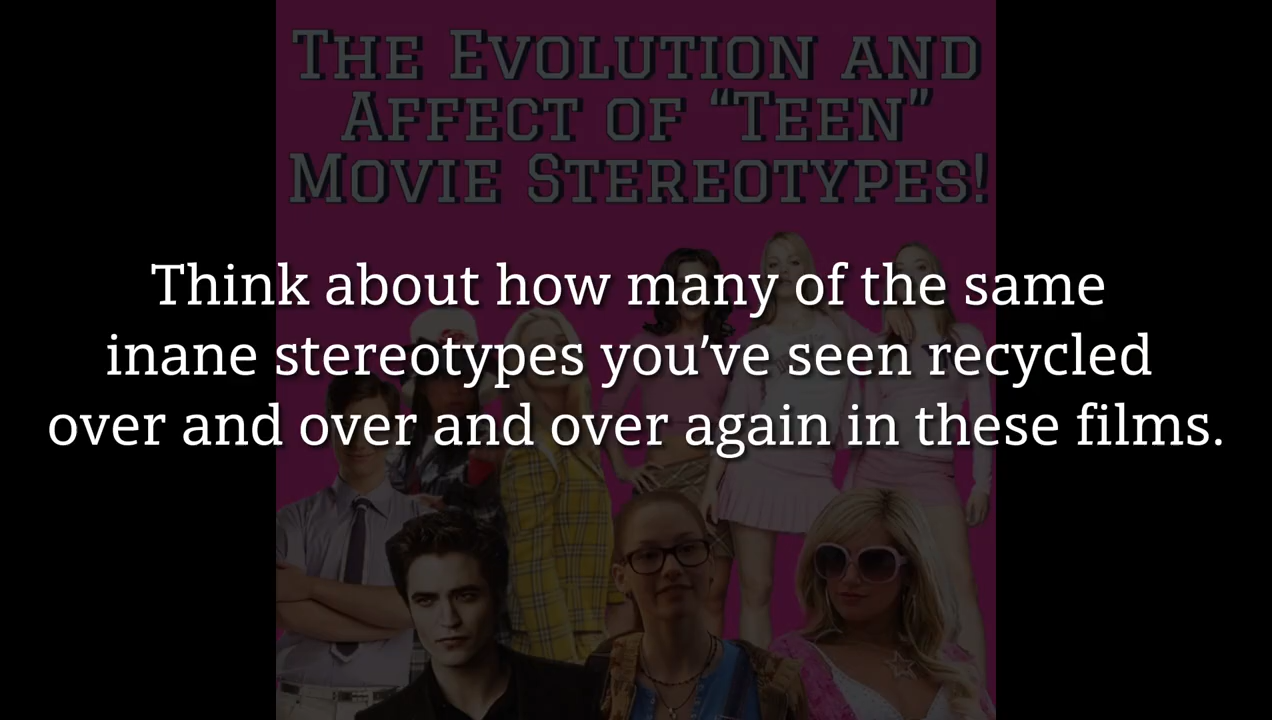 The Evolution and
Affect of “Teen”
Movie Stereotypes!
Think about how many of the same
inane stereotypes you’ve seen recycled
over and over and over again in these films.